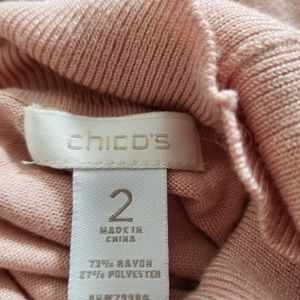 chico's
2
MADE IN
CHINA
73% RAYON
27% POLYESTER